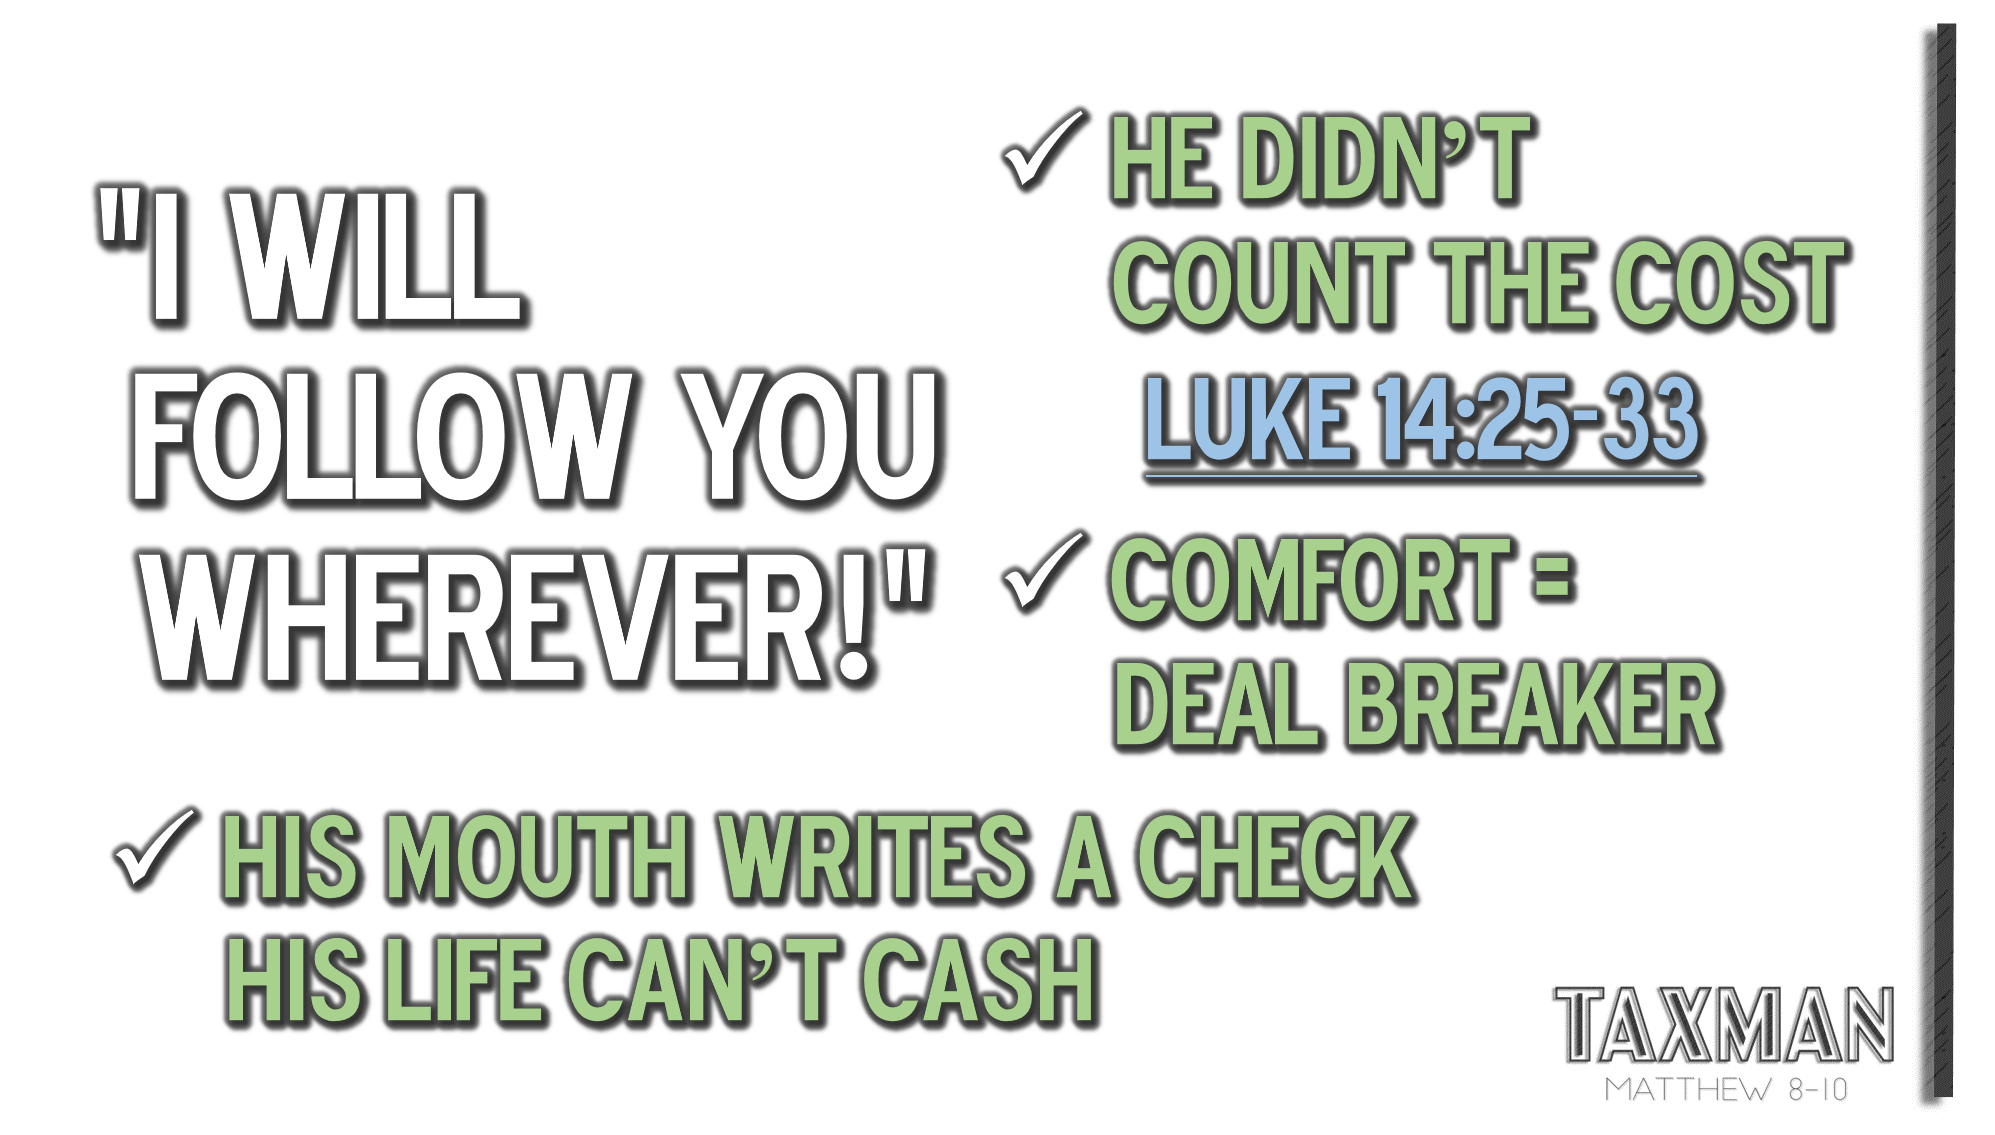 "I WILL
FOLLOW YOU
WHEREVER!"
✓ HE DIDN’T
COUNT THE COST
LUKE 14:25-33
✓ COMFORT =
DEAL BREAKER
✓ HIS MOUTH WRITES A CHECK
HIS LIFE CAN’T CASH
TAXMAN
MATTHEW 8-10